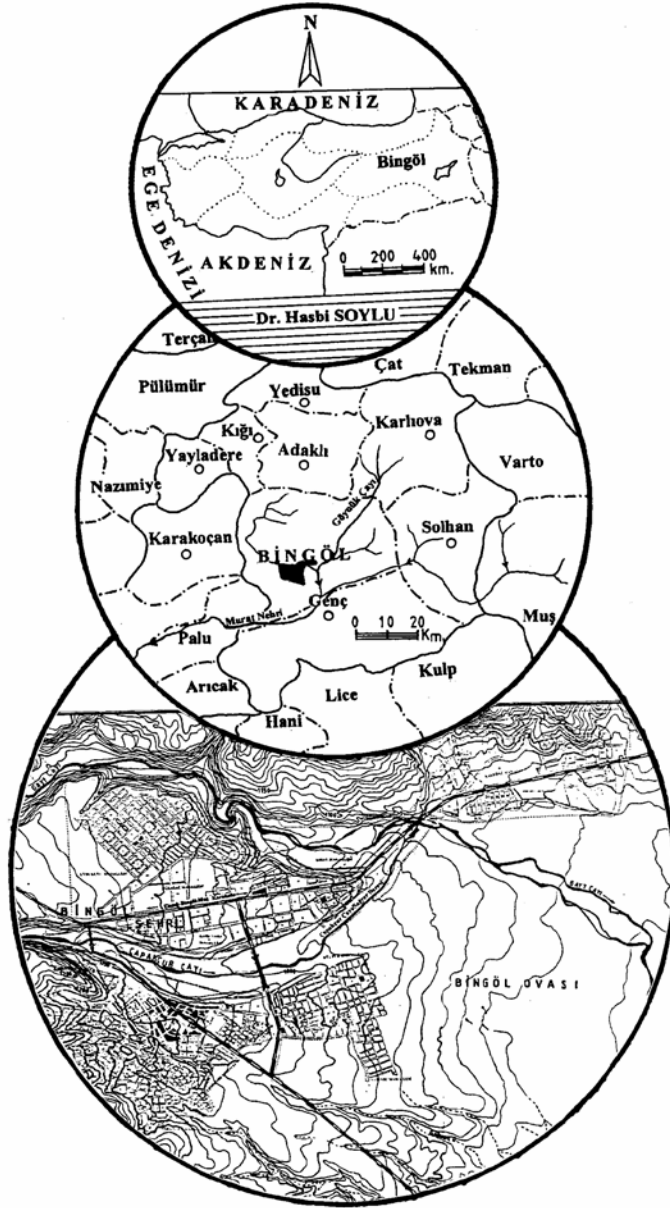 N
KARADENİZ
Bingöl
EGE DENİZİ
AKDENİZ
0 200 400
km.
Dr. Hasbi SOYLU
Terçan
Çat
Tekman
Pülümür
Yedisu
Kığı
Karlıova
Yayladere
Adaklı
Varto
Nazımiye
Göynük Çayı
Karakoçan
Solhan
BİNGÖL
Genç
Murat Nehri
0 10 20
Km.
Muş
Palu
Kulp
Arıcak
Lice
Hani
BİNGÖL
ŞEHRİ
ÇAPAKÇUR ÇAYI
BİNGÖL OVASI